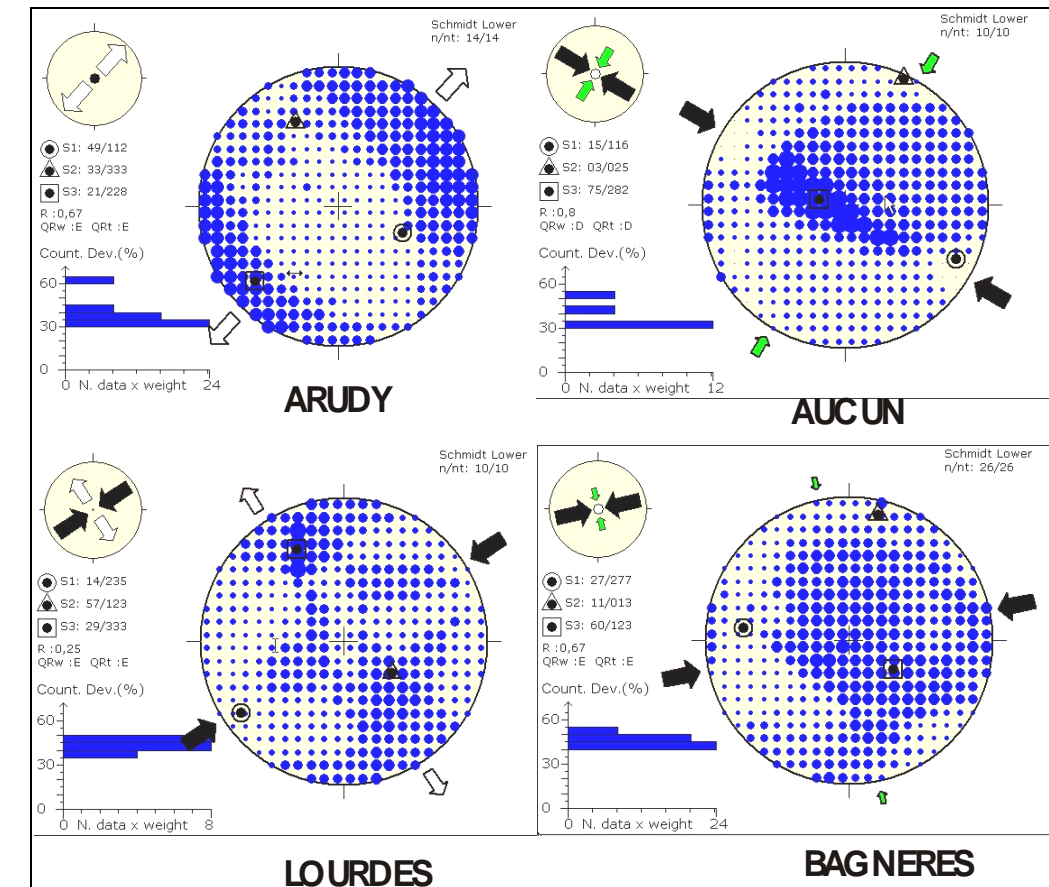 Schmidt Lower
n/nt: 14/14
S1: 49/112
S2: 33/333
S3: 21/228
R :0,67
QRw :E QRt :E
Count. Dev.(%)
60
30
0
0 N. data x weight 24
ARUDY
Schmidt Lower
n/nt: 10/10
S1: 15/116
S2: 03/025
S3: 75/282
R :0,8
QRw :D QRt :D
Count. Dev.(%)
60
30
0
0 N. data x weight 12
AUCUN
Schmidt Lower
n/nt: 10/10
S1: 14/235
S2: 57/123
S3: 29/333
R :0,25
QRw :E QRt :E
Count. Dev.(%)
60
30
0
0 N. data x weight 8
LOURDES
Schmidt Lower
n/nt: 26/26
S1: 27/277
S2: 11/013
S3: 60/123
R :0,67
QRw :E QRt :E
Count. Dev.(%)
60
30
0
0 N. data x weight 24
BAGNERES